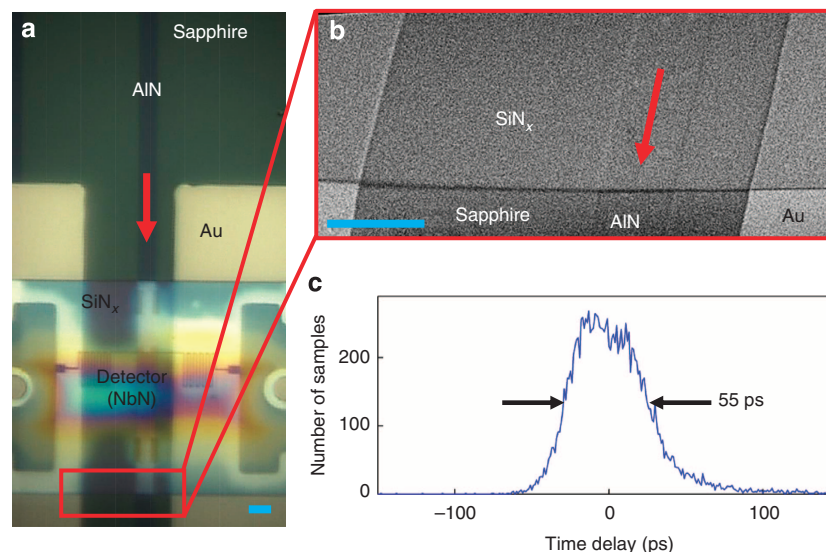 a
Sapphire
AlN
Au
SiNx
Detector
(NbN)
b
SiNx
Sapphire
AlN
Au
c
Number of samples
200
100
0
55 ps
–100
0
100
Time delay (ps)